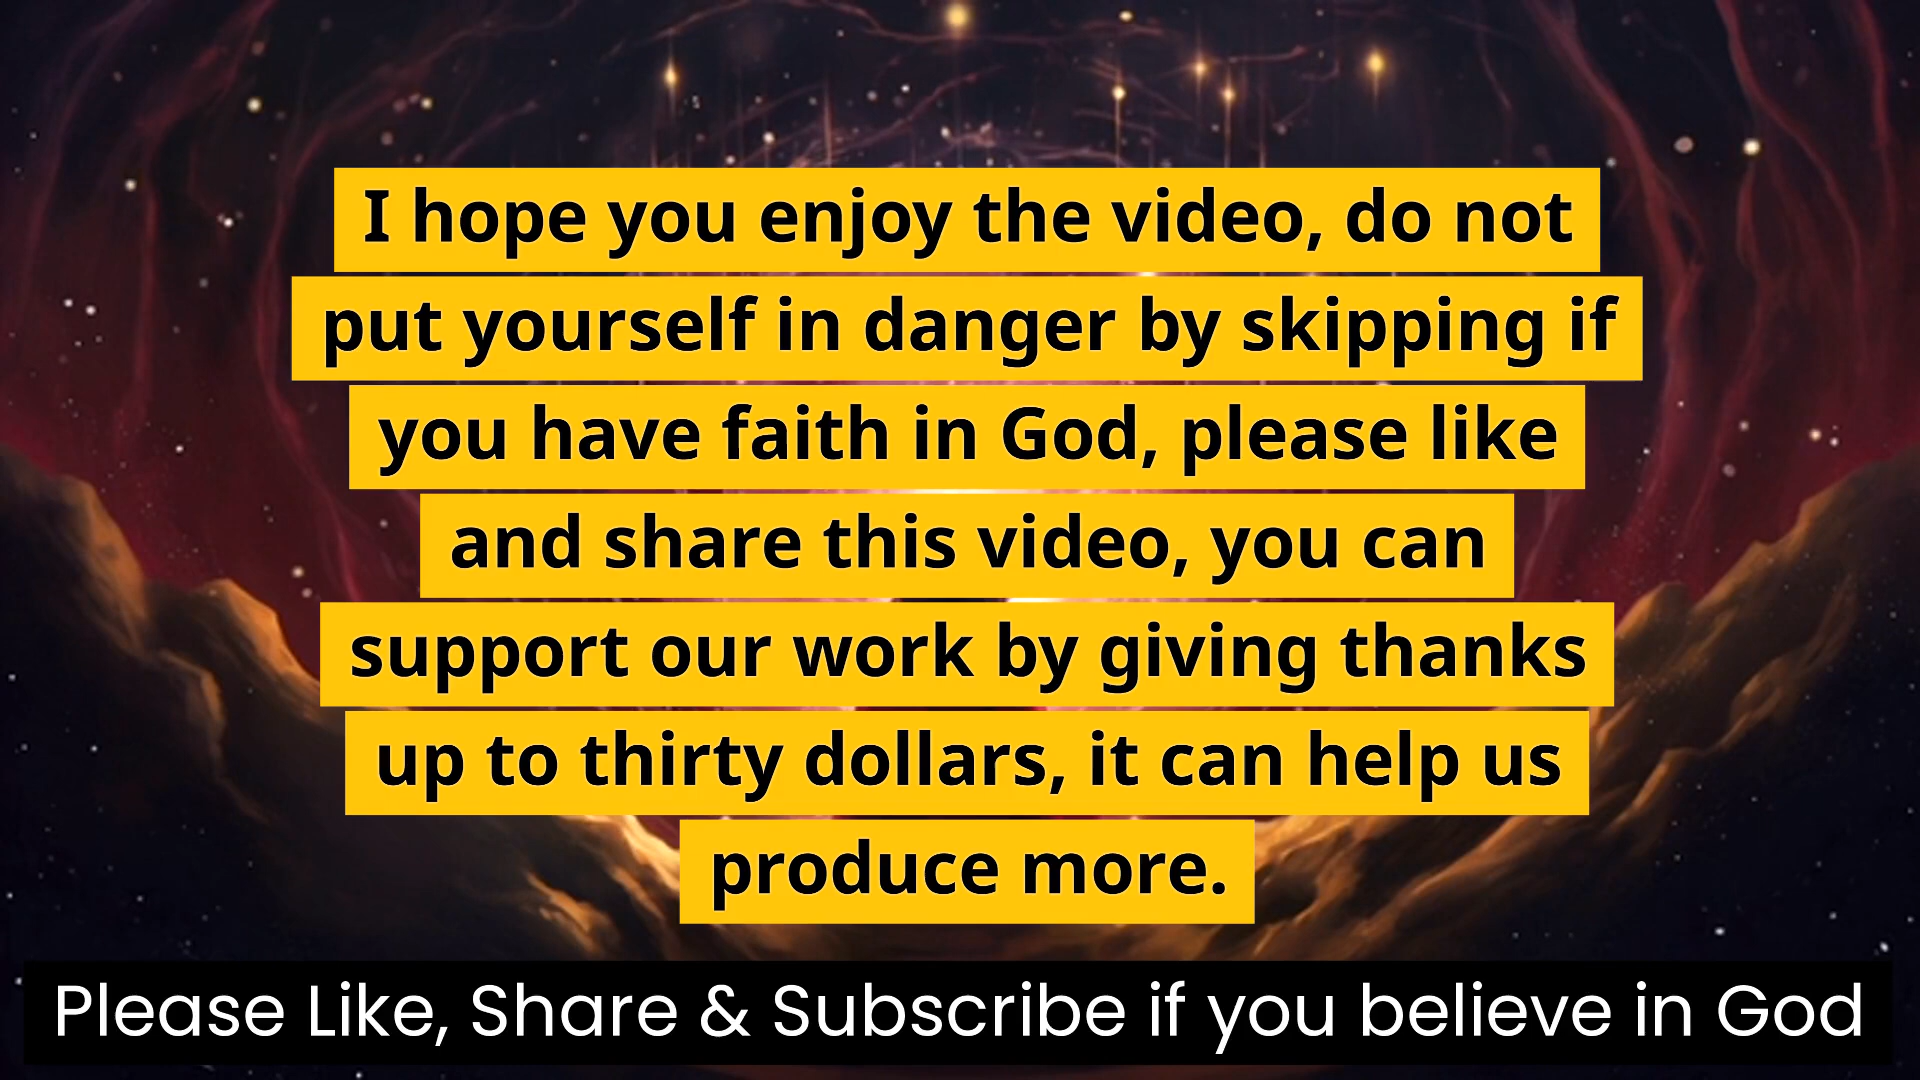 I hope you enjoy the video, do not
put yourself in danger by skipping if
you have faith in God, please like
and share this video, you can
support our work by giving thanks
up to thirty dollars, it can help us
produce more.
Please Like, Share & Subscribe if you believe in God